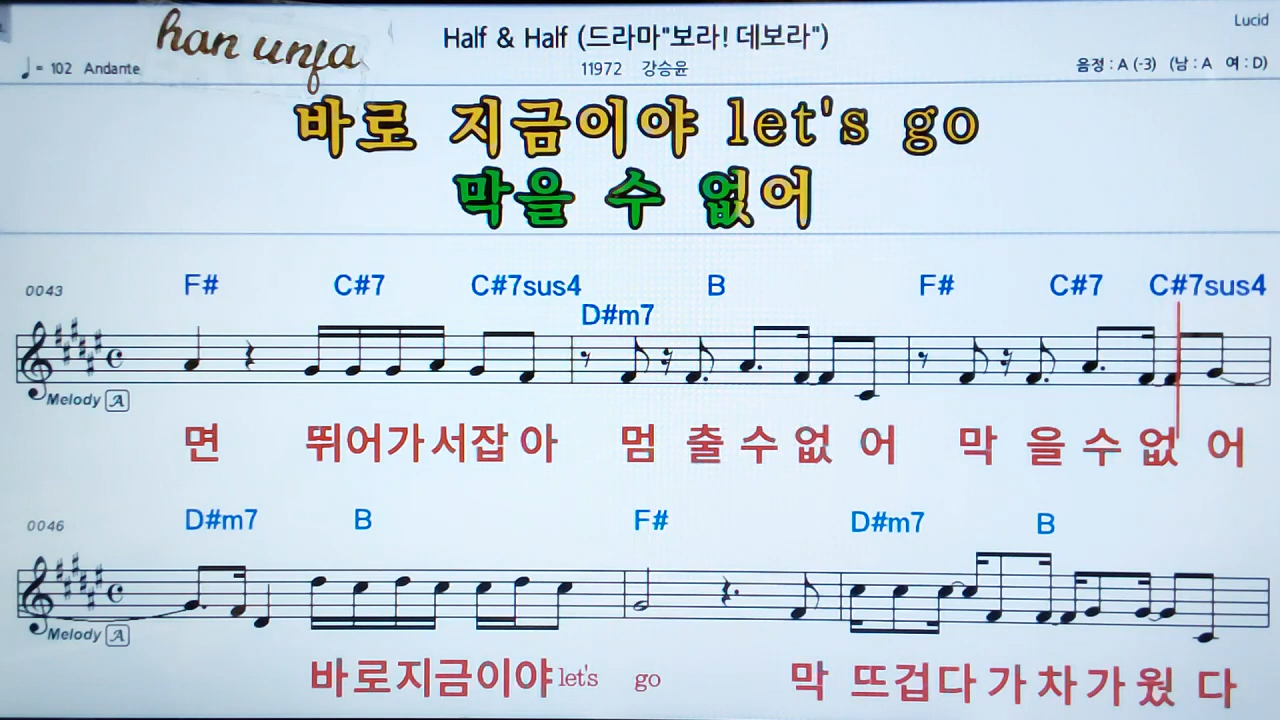 Lucid
han unja
Half & Half (드라마"보라! 데보라")
♩= 102 Andante
11972 강승윤
음정 : A (-3) (남 : A 여 : D)
바로 지금이야 let's go
막을 수 없어
0043
F# C#7 C#7sus4 D#m7 B F# C#7 C#7sus4
Melody A
면 뛰어가서잡 아 멈 출 수 없 어 막 을 수 없 어
0046
D#m7 B F# D#m7 B
Melody A
바로지금이야 let's go 막 뜨겁다 가 차 가 웠 다